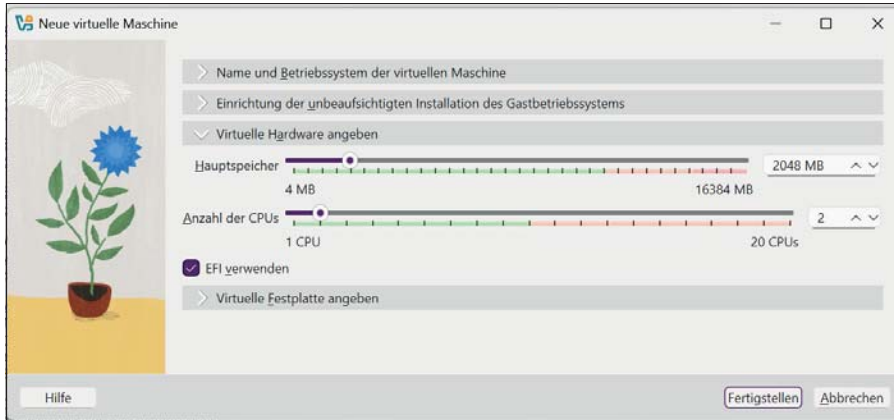 Neue virtuelle Maschine
Name und Betriebssystem der virtuellen Maschine
Einrichtung der unbeaufsichtigten Installation des Gastbetriebssystems
Virtuelle Hardware angeben
Hauptspeicher 2048 MB
4 MB 16384 MB
Anzahl der CPUs 2
1 CPU 20 CPUs
EFI verwenden
Virtuelle Festplatte angeben
Hilfe Fertigstellen Abbrechen